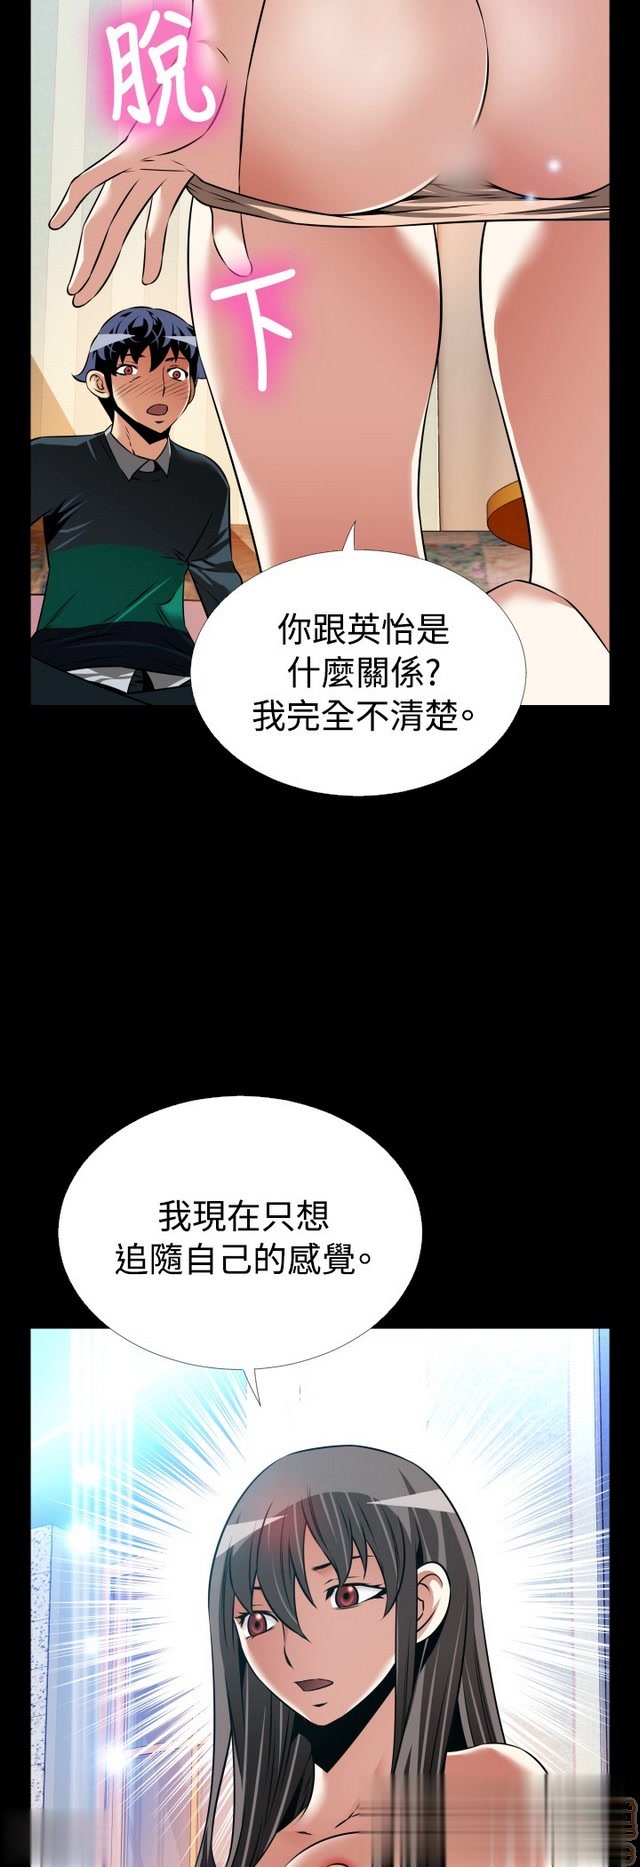 脫
下
你跟英怡是
什麼關係?
我完全不清楚。
我現在只想
追隨自己的感覺。